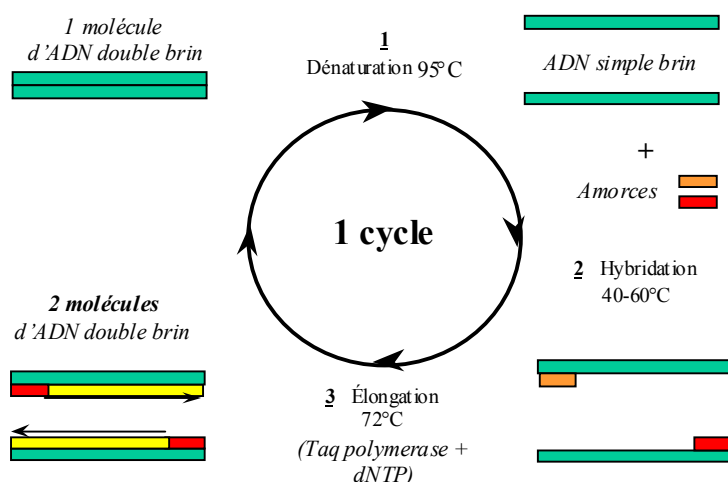 1 molécule
d'ADN double brin
1
Dénaturation 95°C
ADN simple brin
+
Amorces
1 cycle
2 Hybridation
40-60°C
2 molécules
d'ADN double brin
3 Élongation
72°C
(Taq polymerase +
dNTP)